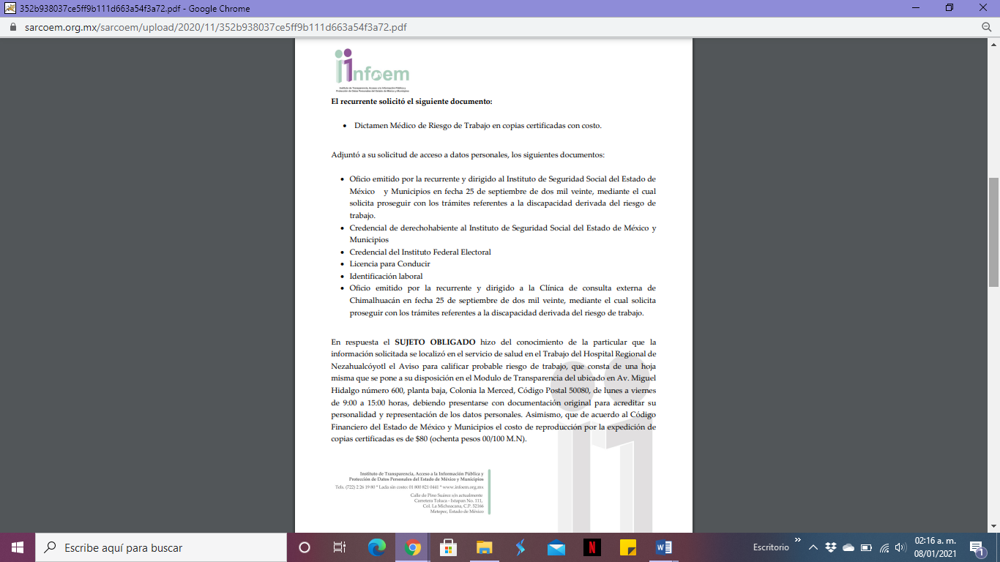 352b938037ce5ff9b111d663a54f3a72.pdf - Google Chrome
sarcoem.org.mx/sarcoem/upload/2020/11/352b938037ce5ff9b111d663a54f3a72.pdf
infoem
Instituto de Transparencia, Acceso a la Información Pública y
Protección de Datos Personales del Estado de México y Municipios
El recurrente solicitó el siguiente documento:
• Dictamen Médico de Riesgo de Trabajo en copias certificadas con costo.
Adjuntó a su solicitud de acceso a datos personales, los siguientes documentos:
• Oficio emitido por la recurrente y dirigido al Instituto de Seguridad Social del Estado de
México y Municipios en fecha 25 de septiembre de dos mil veinte, mediante el cual
solicita proseguir con los trámites referentes a la discapacidad derivada del riesgo de
trabajo.
• Credencial de derechohabiente al Instituto de Seguridad Social del Estado de México y
Municipios
• Credencial del Instituto Federal Electoral
• Licencia para Conducir
• Identificación laboral
• Oficio emitido por la recurrente y dirigido a la Clínica de consulta externa de
Chimalhuacán en fecha 25 de septiembre de dos mil veinte, mediante el cual solicita
proseguir con los trámites referentes a la discapacidad derivada del riesgo de trabajo.
En respuesta el SUJETO OBLIGADO hizo del conocimiento de la particular que la
información solicitada se localizó en el servicio de salud en el Trabajo del Hospital Regional de
Nezahualcóyotl el Aviso para calificar probable riesgo de trabajo, que consta de una hoja
misma que se pone a su disposición en el Modulo de Transparencia del ubicado en Av. Miguel
Hidalgo número 600, planta baja, Colonia la Merced, Código Postal 50080, de lunes a viernes
de 9:00 a 15:00 horas, debiendo presentarse con documentación original para acreditar su
personalidad y representación de los datos personales. Asimismo, que de acuerdo al Código
Financiero del Estado de México y Municipios el costo de reproducción por la expedición de
copias certificadas es de $80 (ochenta pesos 00/100 M.N).
Instituto de Transparencia, Acceso a la Información Pública y
Protección de Datos Personales del Estado de México y Municipios
Tels. (722) 2 26 19 80 * Lada sin costo: 01 800 821 0441 * www.infoem.org.mx
Calle de Pino Suárez s/n actualmente
Carretera Toluca - Ixtapan No. 111,
Col. La Michoacana, C.P. 52166
Metepec, Estado de México
Escribe aquí para buscar
Escritorio
02:16 a. m.
08/01/2021
1